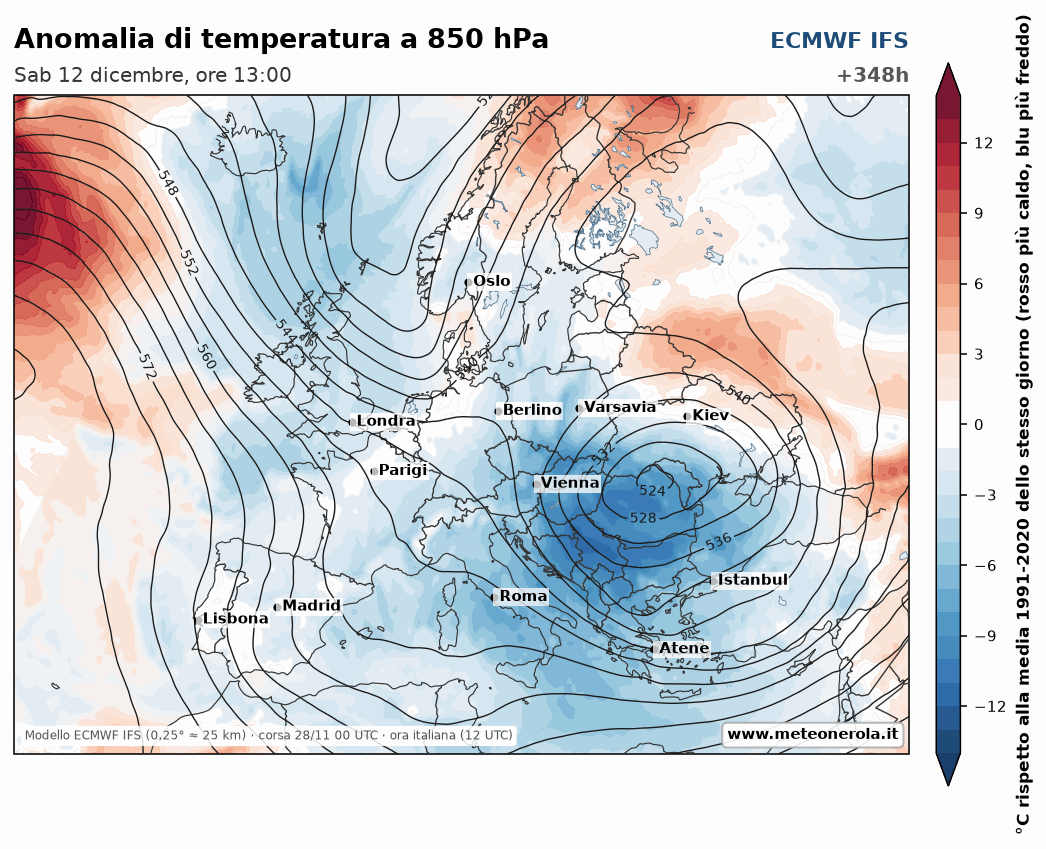 Anomalia di temperatura a 850 hPa
ECMWF IFS
Sab 12 dicembre, ore 13:00
+348h
548
552
544
560
572
540
532
524
528
536
Oslo
Berlino
Varsavia
Kiev
Londra
Parigi
Vienna
Istanbul
Roma
Madrid
Lisbona
Atene
Modello ECMWF IFS (0,25° ≈ 25 km) · corsa 28/11 00 UTC · ora italiana (12 UTC)
www.meteonerola.it
12
9
6
3
0
−3
−6
−9
−12
°C rispetto alla media 1991-2020 dello stesso giorno (rosso più caldo, blu più freddo)